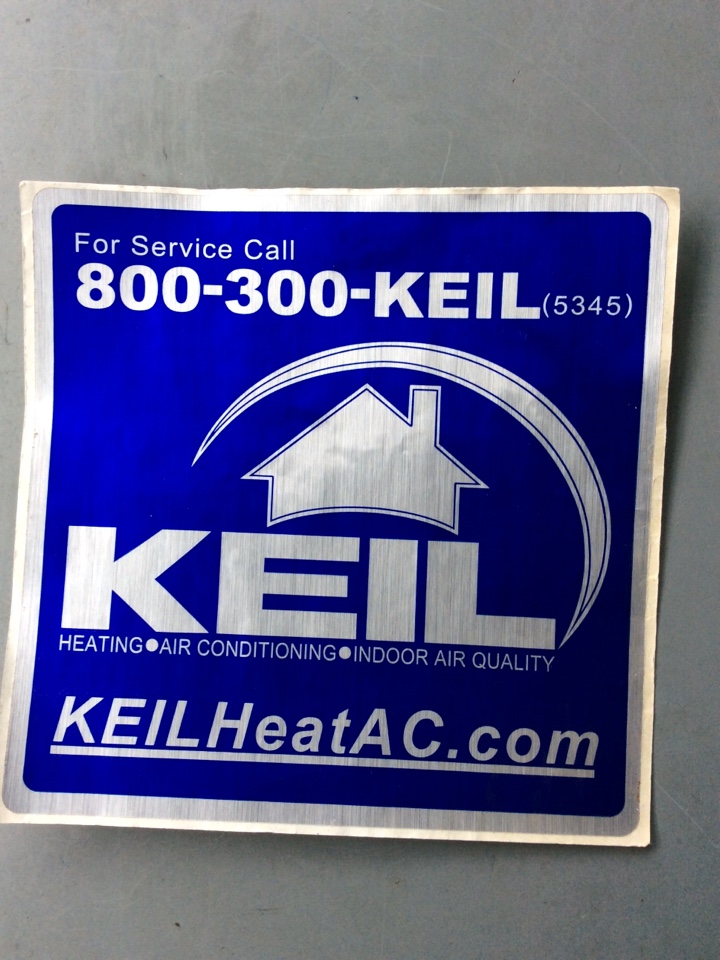 For Service Call
800-300-KEIL(5345)
KEIL
HEATING●AIR CONDITIONING●INDOOR AIR QUALITY
KEILHeatAC.com